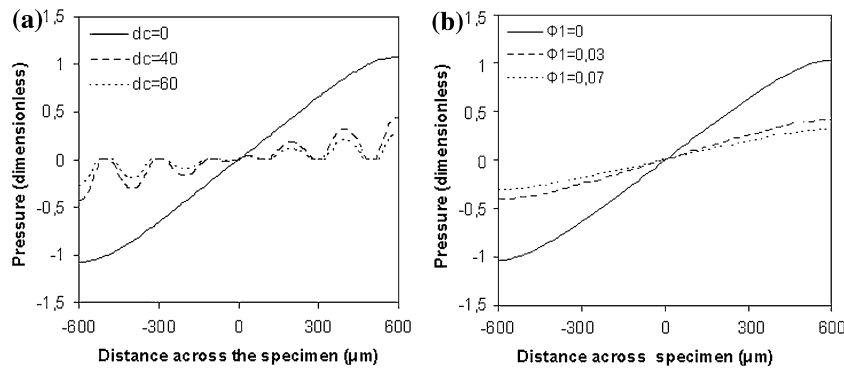 (a)
Pressure (dimensionless)
1,5
1
0,5
0
-0,5
-1
-1,5
dc=0
dc=40
dc=60
-600
-300
0
300
600
Distance across the specimen (µm)
(b)
Pressure (dimensionless)
1,5
1
0,5
0
-0,5
-1
-1,5
Φ1=0
Φ1=0,03
Φ1=0,07
-600
-300
0
300
600
Distance across specimen (µm)